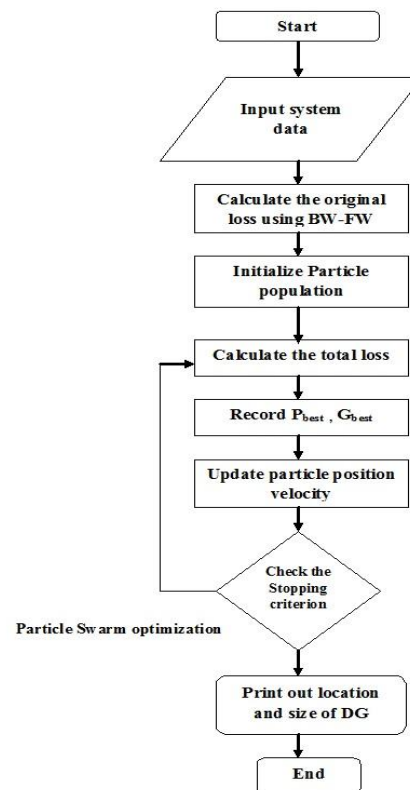 Start
Input system
data
Calculate the original
loss using BW-FW
Initialize Particle
population
Calculate the total loss
Record Pbest , Gbest
Update particle position
velocity
Check the
Stopping
criterion
Particle Swarm optimization
Print out location
and size of DG
End